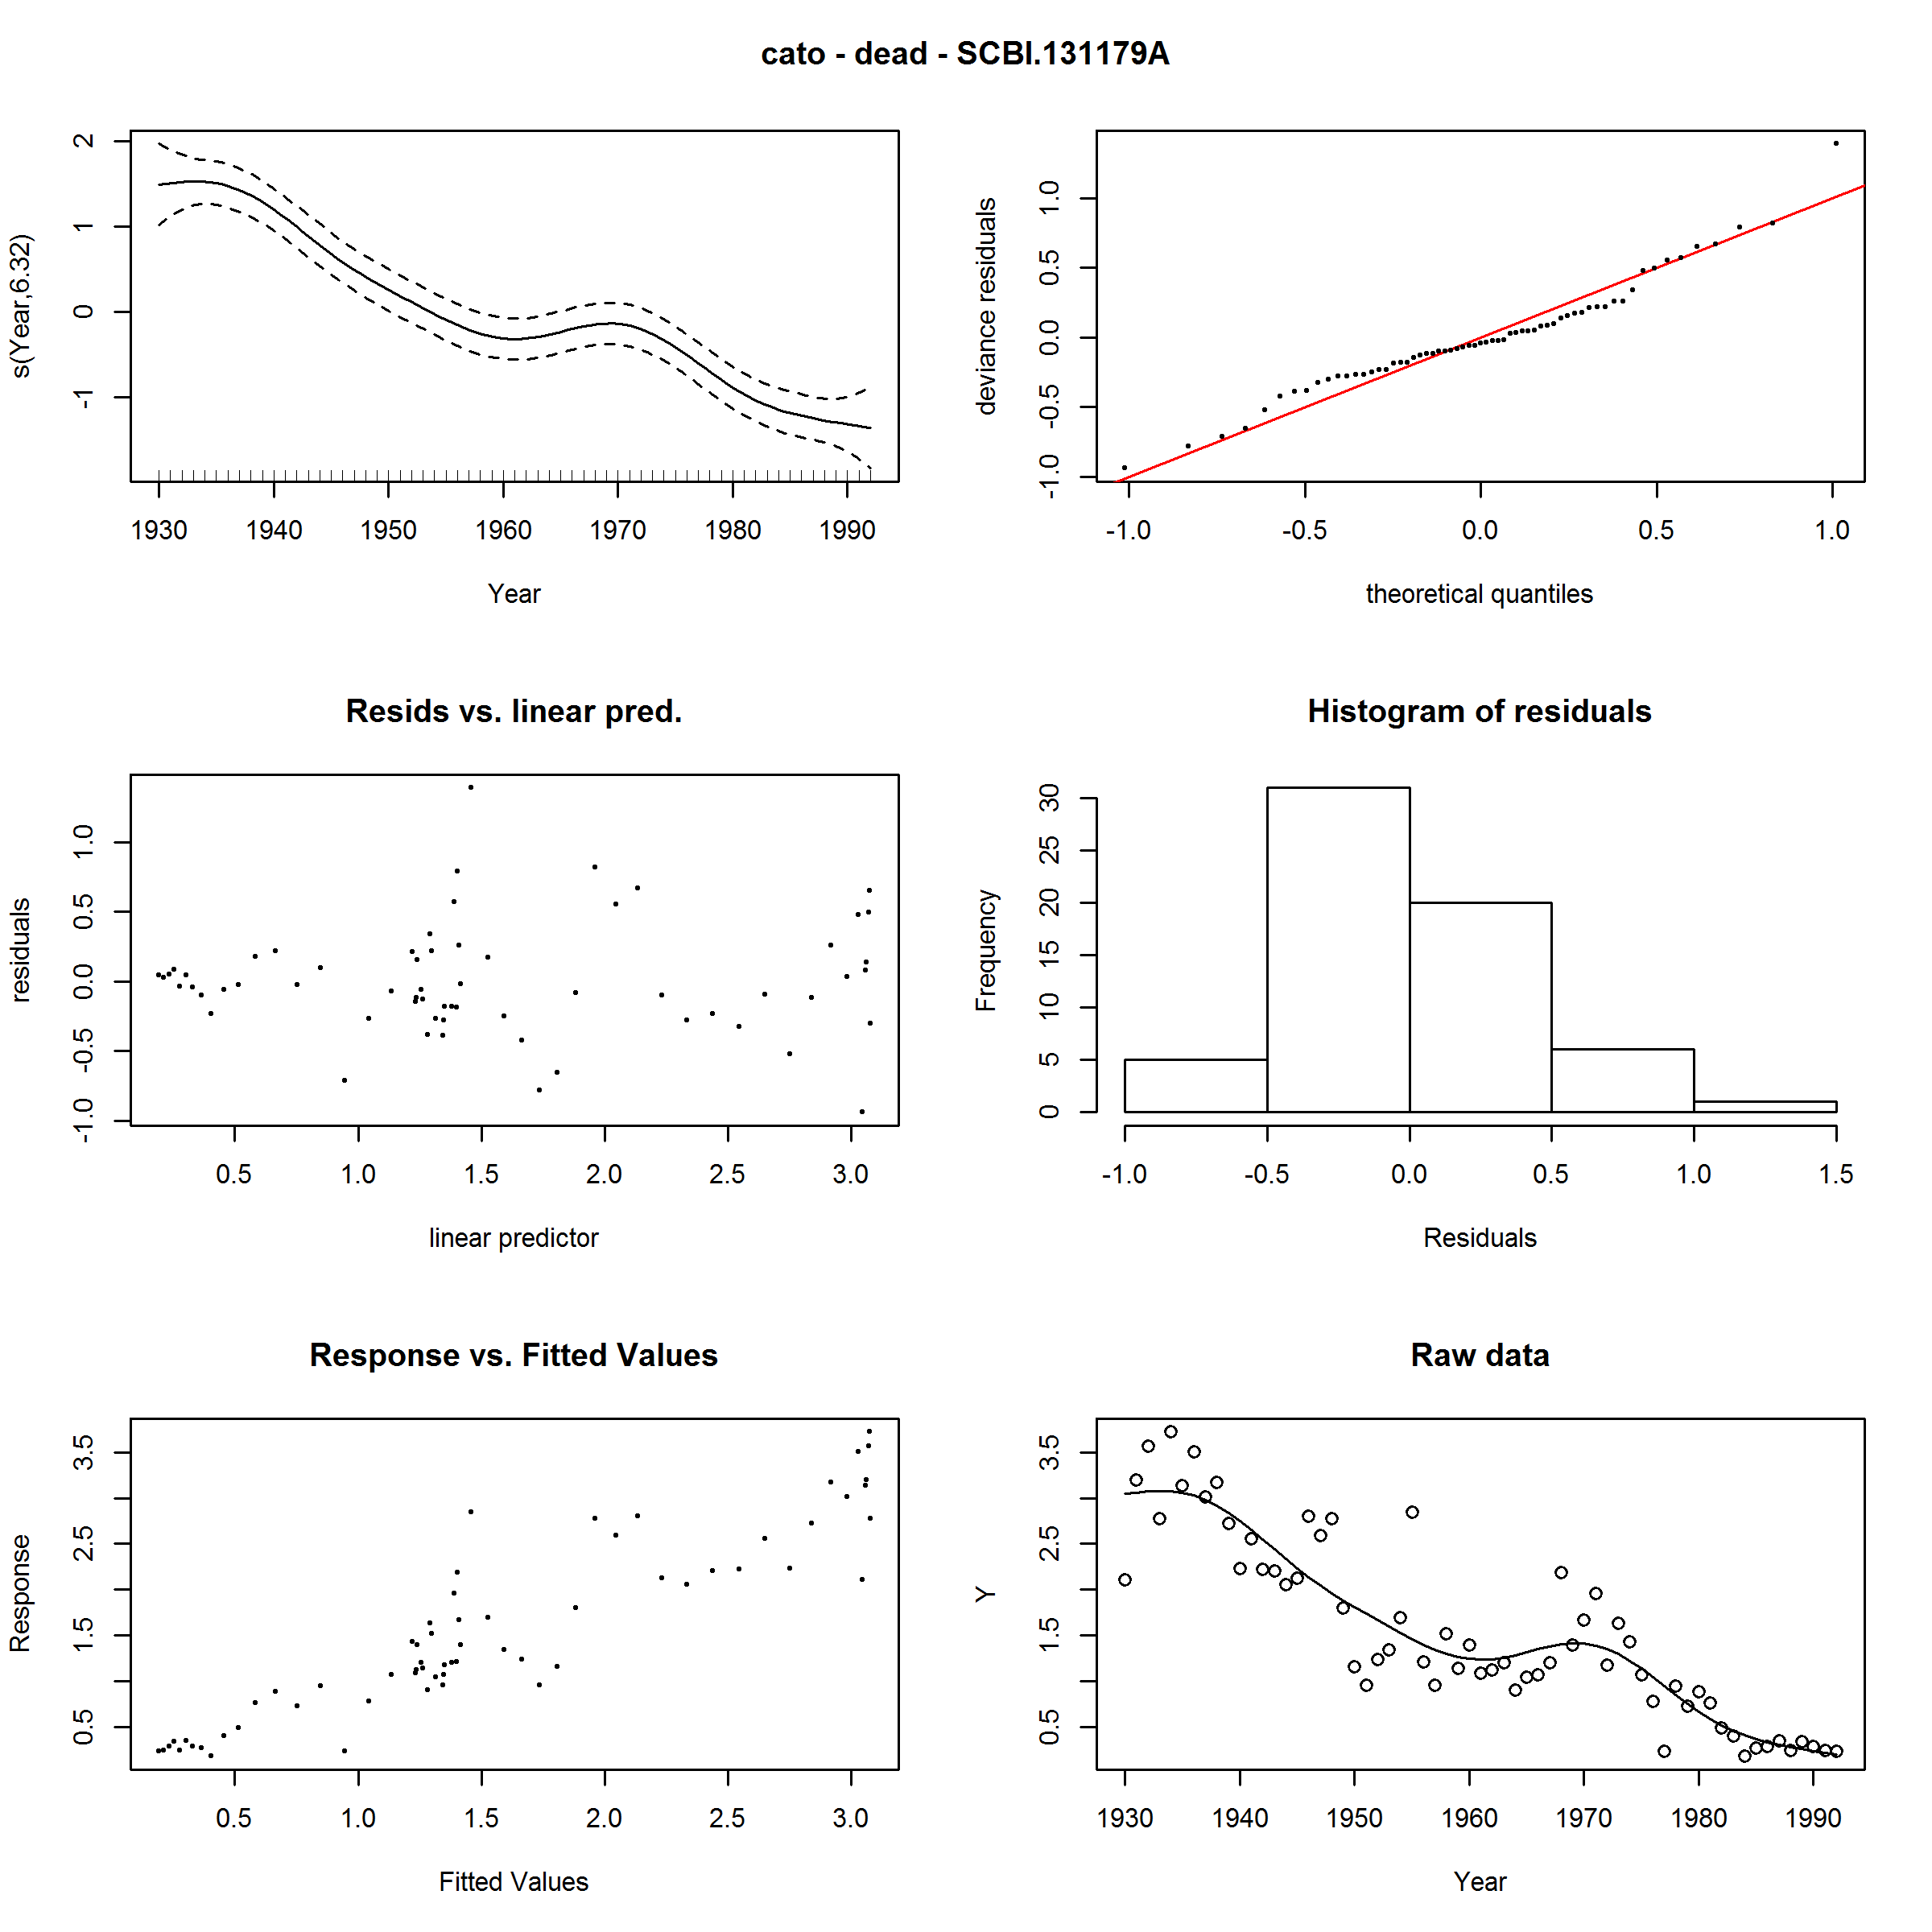 cato - dead - SCBI.131179A
s(Year,6.32)
2
1
0
-1
1930 1940 1950 1960 1970 1980 1990
Year
deviance residuals
1.0
0.5
0.0
-0.5
-1.0
-1.0 -0.5 0.0 0.5 1.0
theoretical quantiles
Resids vs. linear pred.
residuals
1.0
0.5
0.0
-0.5
-1.0
0.5 1.0 1.5 2.0 2.5 3.0
linear predictor
Histogram of residuals
Frequency
30
25
20
15
10
5
0
-1.0 -0.5 0.0 0.5 1.0 1.5
Residuals
Response vs. Fitted Values
Response
3.5
2.5
1.5
0.5
0.5 1.0 1.5 2.0 2.5 3.0
Fitted Values
Raw data
Y
3.5
2.5
1.5
0.5
1930 1940 1950 1960 1970 1980 1990
Year